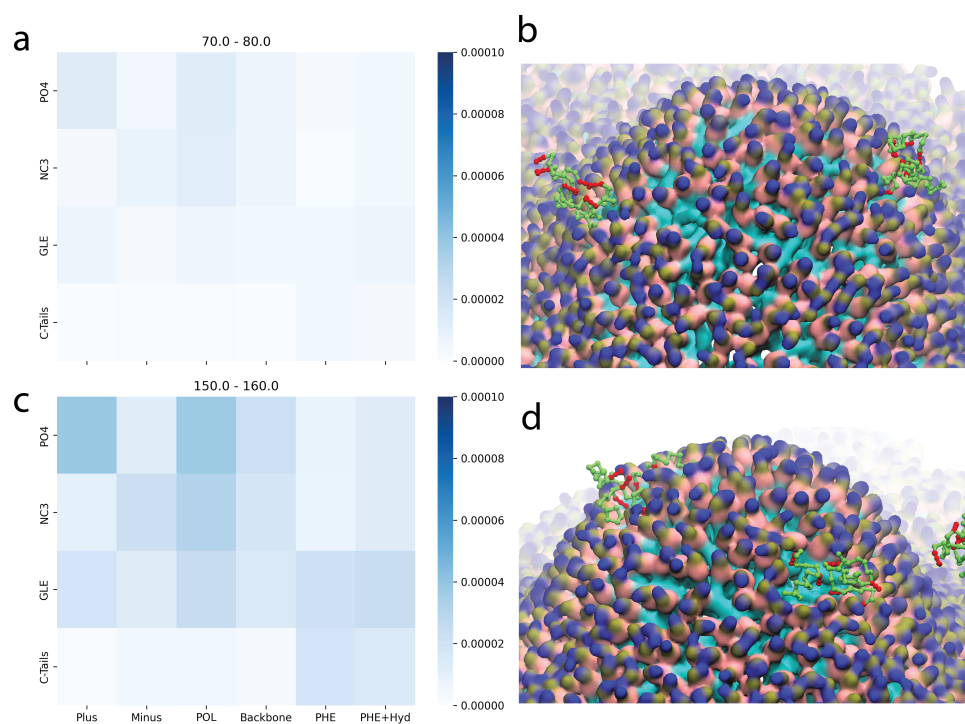 a
70.0 - 80.0
PO4
NC3
GLE
C-Tails
0.00010
0.00008
0.00006
0.00004
0.00002
0.00000
b
c
150.0 - 160.0
PO4
NC3
GLE
C-Tails
Plus Minus POL Backbone PHE PHE+Hyd
0.00010
0.00008
0.00006
0.00004
0.00002
0.00000
d